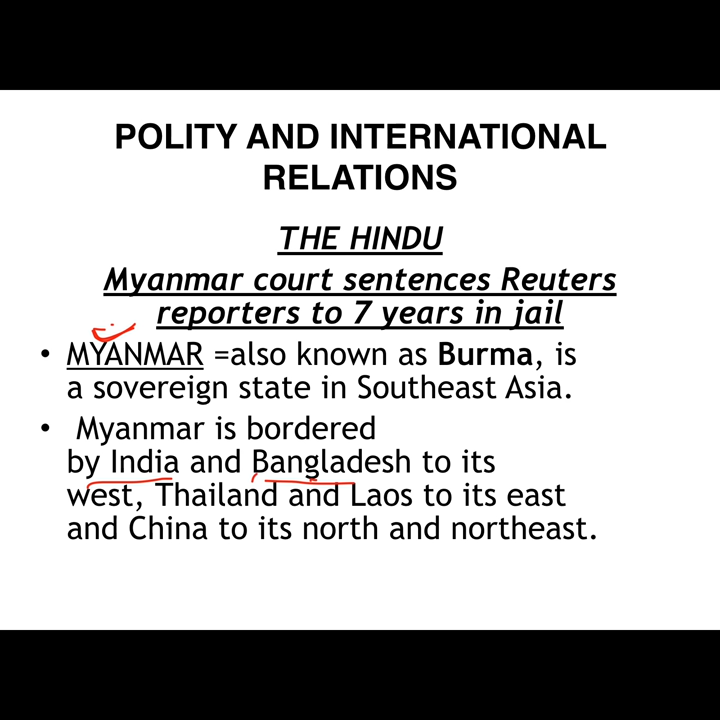 POLITY AND INTERNATIONAL
RELATIONS
THE HINDU
Myanmar court sentences Reuters
reporters to 7 years in jail
• MYANMAR =also known as Burma, is
a sovereign state in Southeast Asia.
• Myanmar is bordered
by India and Bangladesh to its
west, Thailand and Laos to its east
and China to its north and northeast.